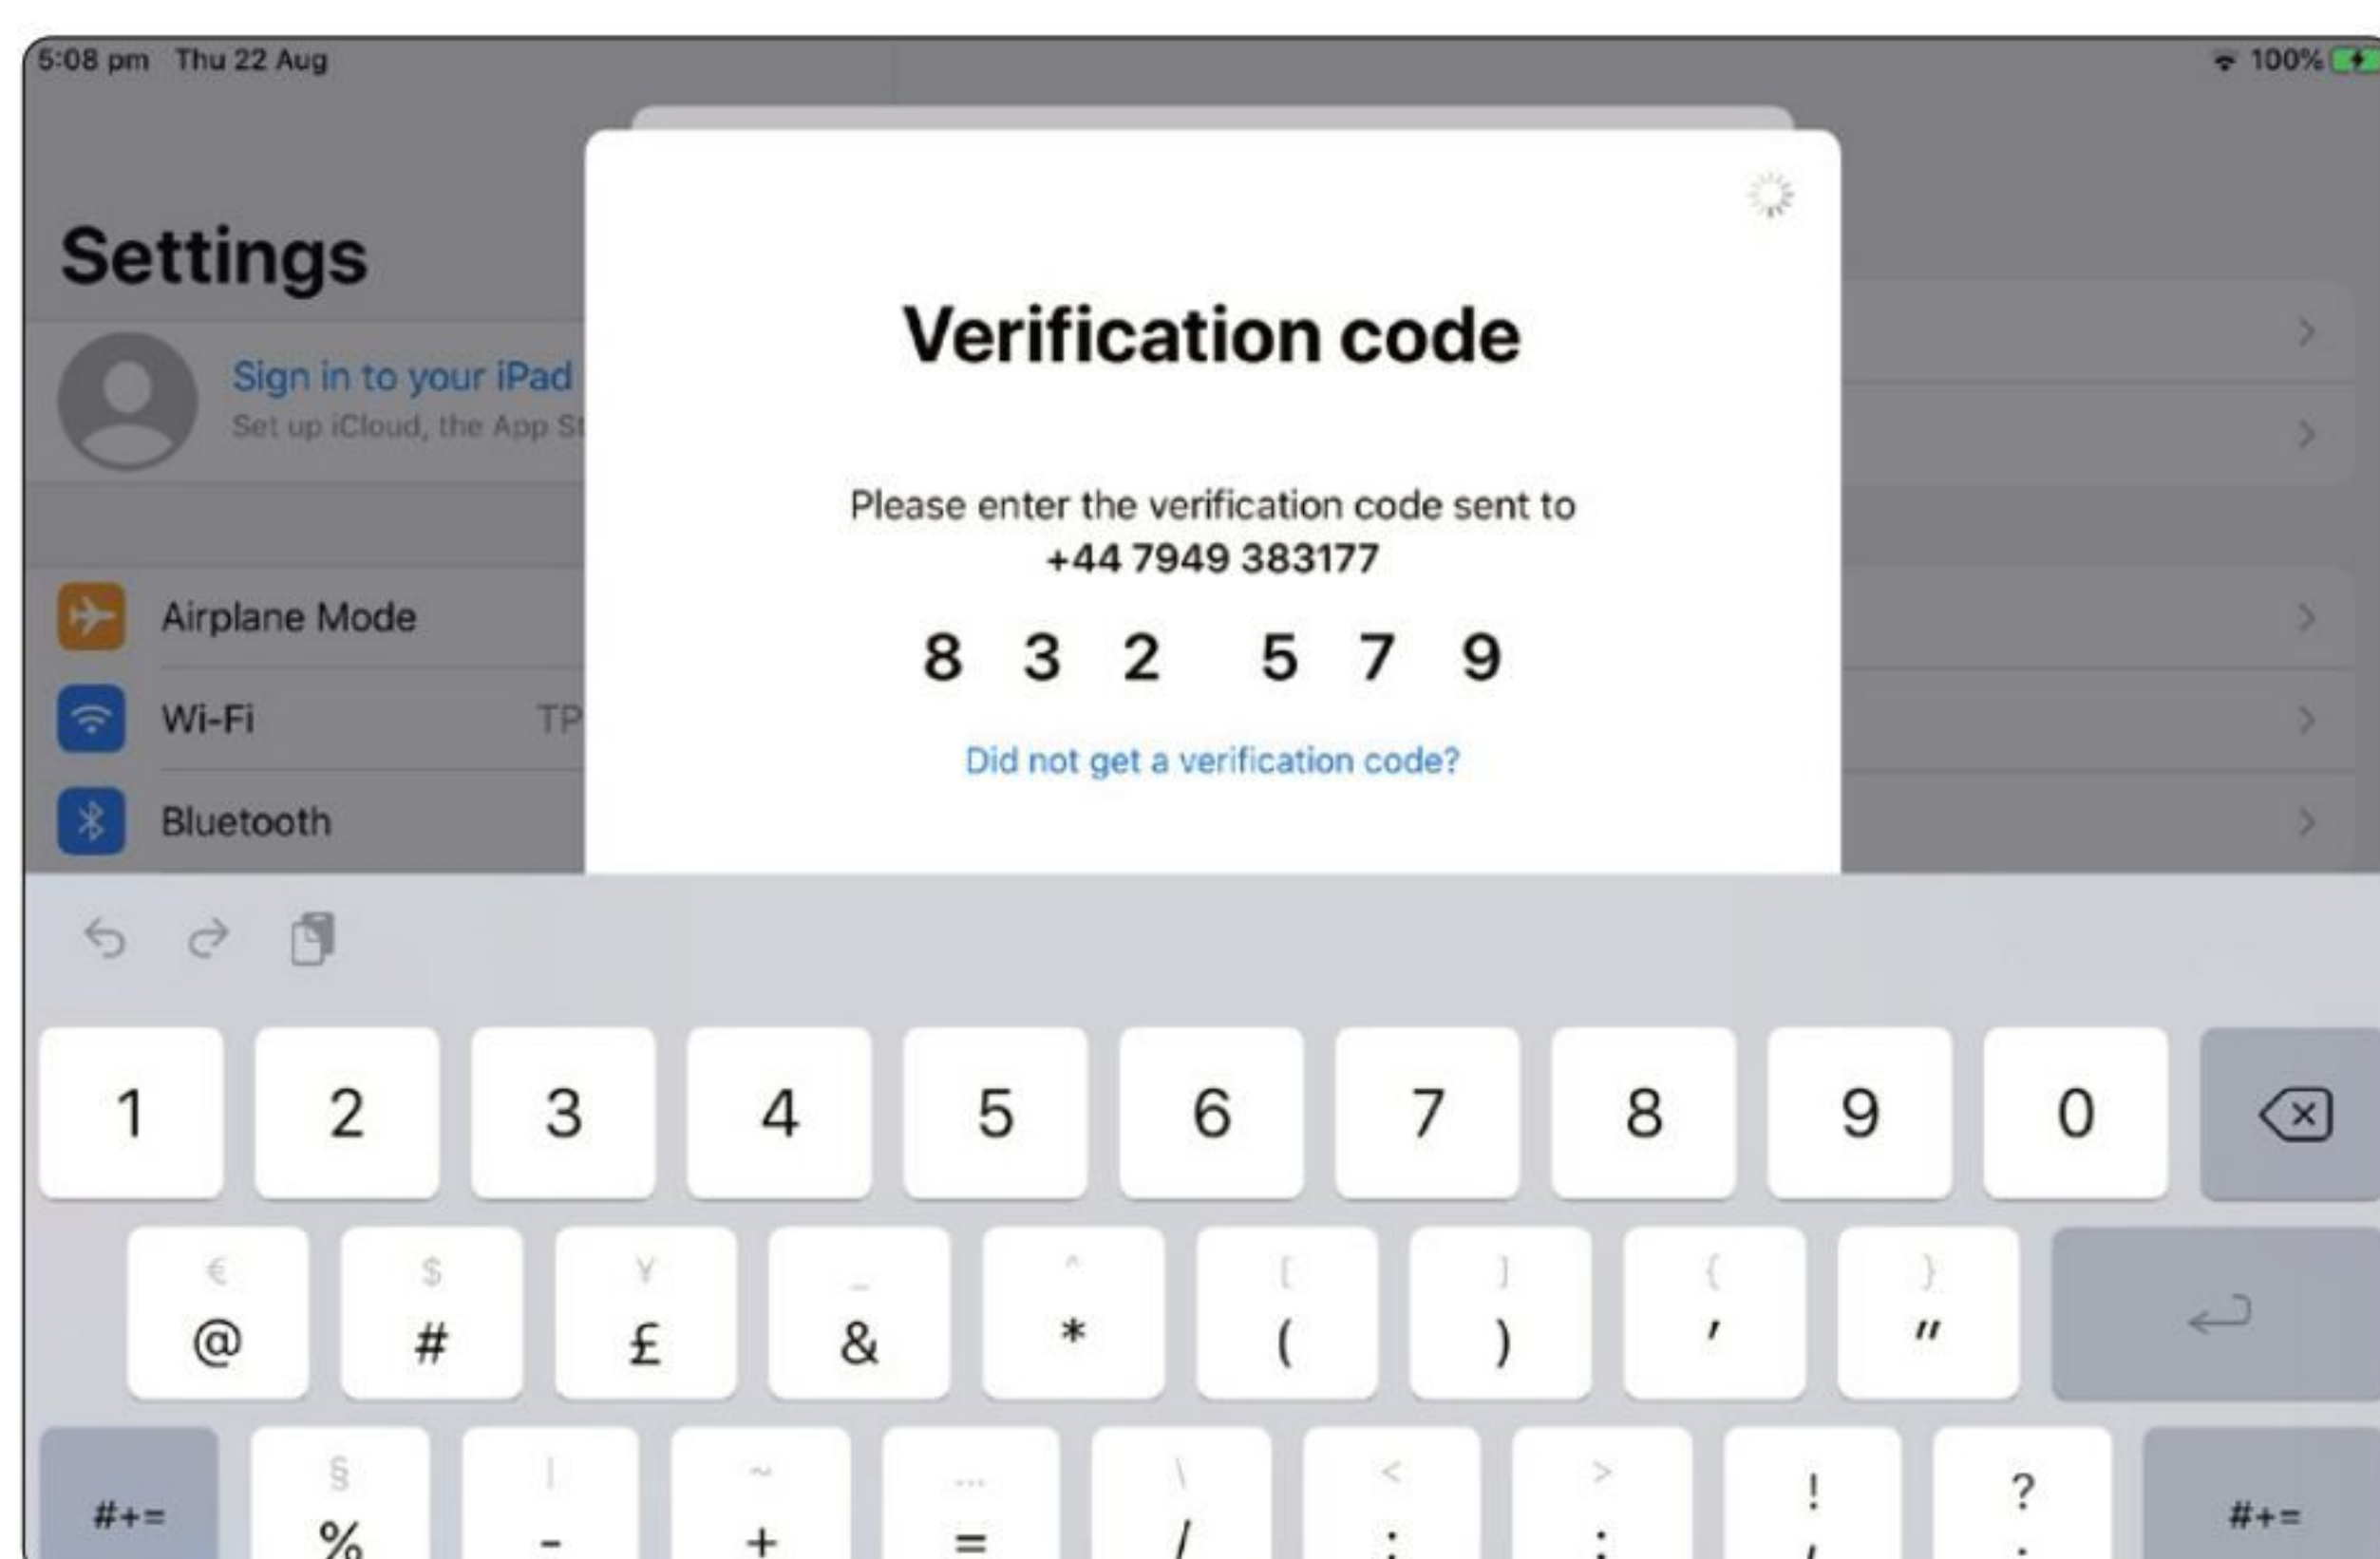 5:08 pm Thu 22 Aug
100%
Settings
Sign in to your iPad
Set up iCloud, the App St
Airplane Mode
Wi-Fi
TP
Bluetooth
Verification code
Please enter the verification code sent to
+44 7949 383177
8 3 2 5 7 9
Did not get a verification code?
1 2 3 4 5 6 7 8 9 0
€ $ ¥ _ ^ [ ] { }
@ # £ & * ( ) ' "
§ | ~ … \ < > ! ?
#+= % - + = / #+=